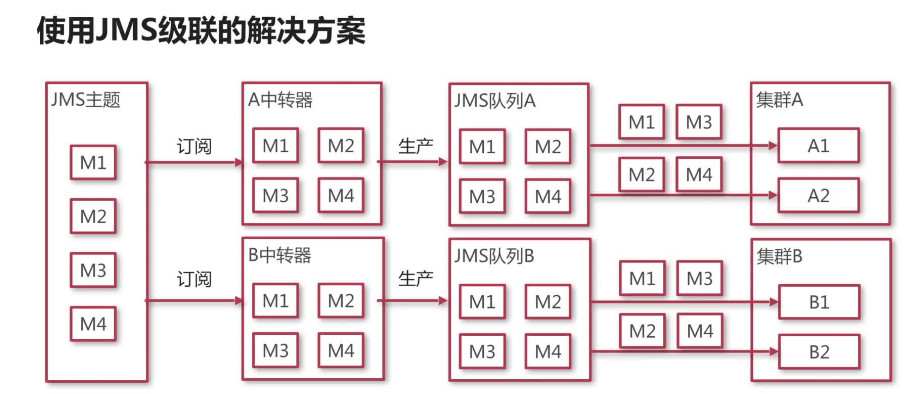 使用JMS级联的解决方案
JMS主题
M1
M2
M3
M4
订阅
订阅
A中转器
M1 M2
M3 M4
生产
JMS队列A
M1 M2
M3 M4
M1 M3
M2 M4
集群A
A1
A2
B中转器
M1 M2
M3 M4
生产
JMS队列B
M1 M2
M3 M4
M1 M3
M2 M4
集群B
B1
B2